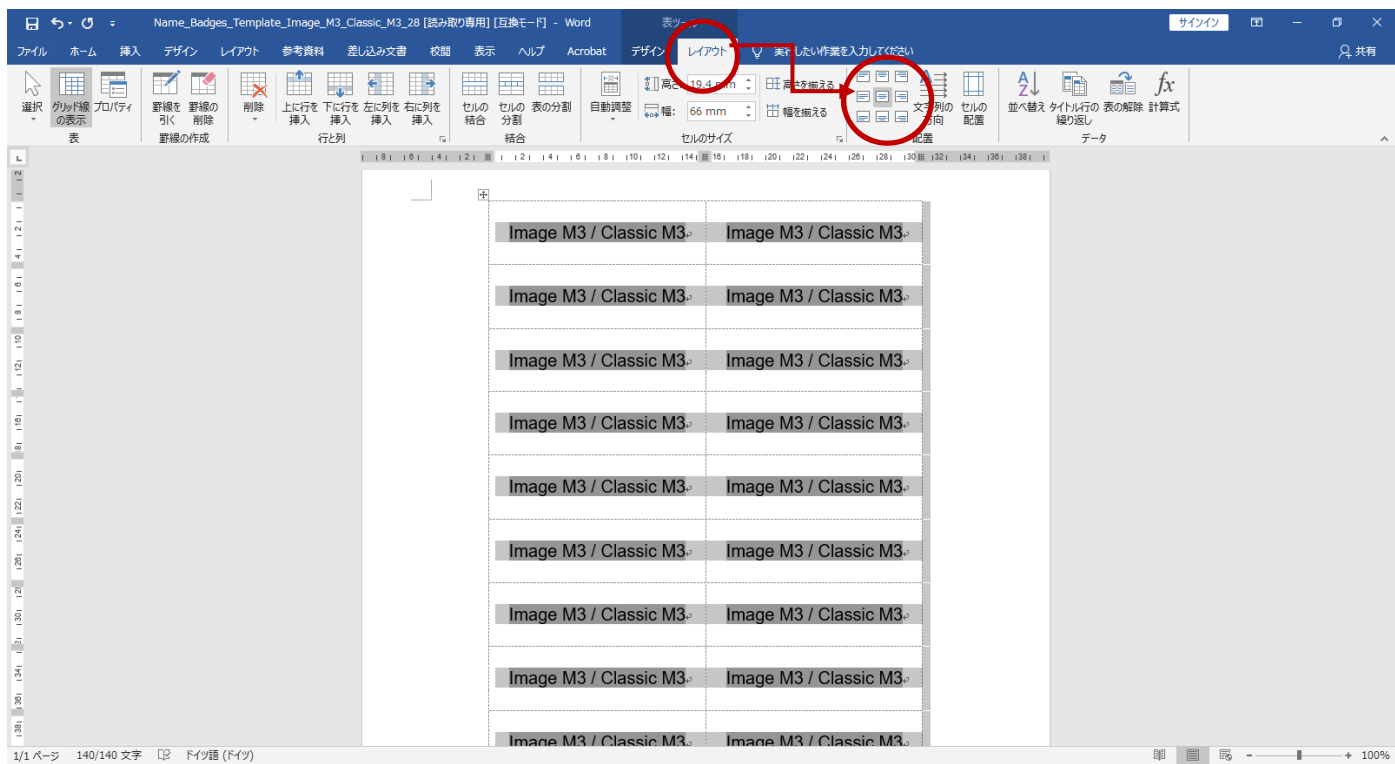 Name_Badges_Template_Image_M3_Classic_M3_28 [読み取り専用] [互換モード] - Word
サインイン
ファイル ホーム 挿入 デザイン レイアウト 参考資料 差し込み文書 校閲 表示 ヘルプ Acrobat デザイン レイアウト 実行したい作業を入力してください 共有
選択 グリッド線の表示 プロパティ 罫線を引く 罫線の削除 削除 上に行を挿入 下に行を挿入 左に列を挿入 右に列を挿入 セルの結合 セルの分割 表の分割 自動調整
19.4 mm 高さを揃える
幅: 66 mm 幅を揃える
文字列の方向 セルの配置 並べ替え タイトル行の繰り返し 表の解除 計算式
表 罫線の作成 行と列 結合 セルのサイズ 配置 データ
Image M3 / Classic M3 Image M3 / Classic M3
Image M3 / Classic M3 Image M3 / Classic M3
Image M3 / Classic M3 Image M3 / Classic M3
Image M3 / Classic M3 Image M3 / Classic M3
Image M3 / Classic M3 Image M3 / Classic M3
Image M3 / Classic M3 Image M3 / Classic M3
Image M3 / Classic M3 Image M3 / Classic M3
Image M3 / Classic M3 Image M3 / Classic M3
Image M3 / Classic M3 Image M3 / Classic M3
1/1 ページ 140/140 文字 ドイツ語 (ドイツ) 100%